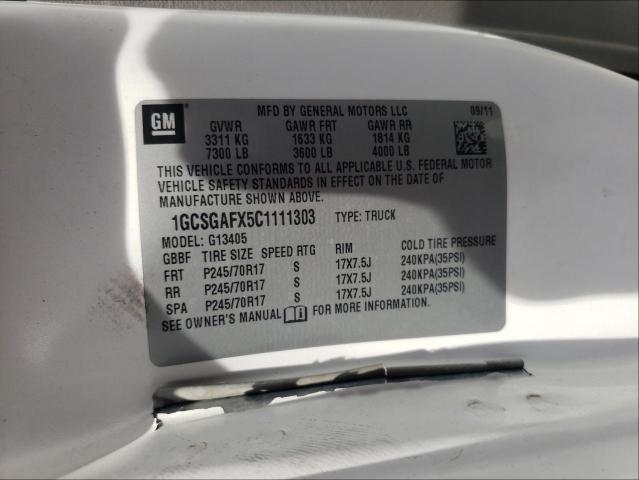 GM
MFD BY GENERAL MOTORS LLC 09/11
GVWR GAWR FRT GAWR RR
3311 KG 1633 KG 1814 KG
7300 LB 3600 LB 4000 LB
THIS VEHICLE CONFORMS TO ALL APPLICABLE U.S. FEDERAL MOTOR
VEHICLE SAFETY STANDARDS IN EFFECT ON THE DATE OF
MANUFACTURE SHOWN ABOVE.
1GCSGAFX5C1111303 TYPE: TRUCK
MODEL: G13405
GBBF TIRE SIZE SPEED RTG RIM COLD TIRE PRESSURE
FRT P245/70R17 S 17X7.5J 240KPA(35PSI)
RR P245/70R17 S 17X7.5J 240KPA(35PSI)
SPA P245/70R17 S 17X7.5J 240KPA(35PSI)
SEE OWNER'S MANUAL FOR MORE INFORMATION.